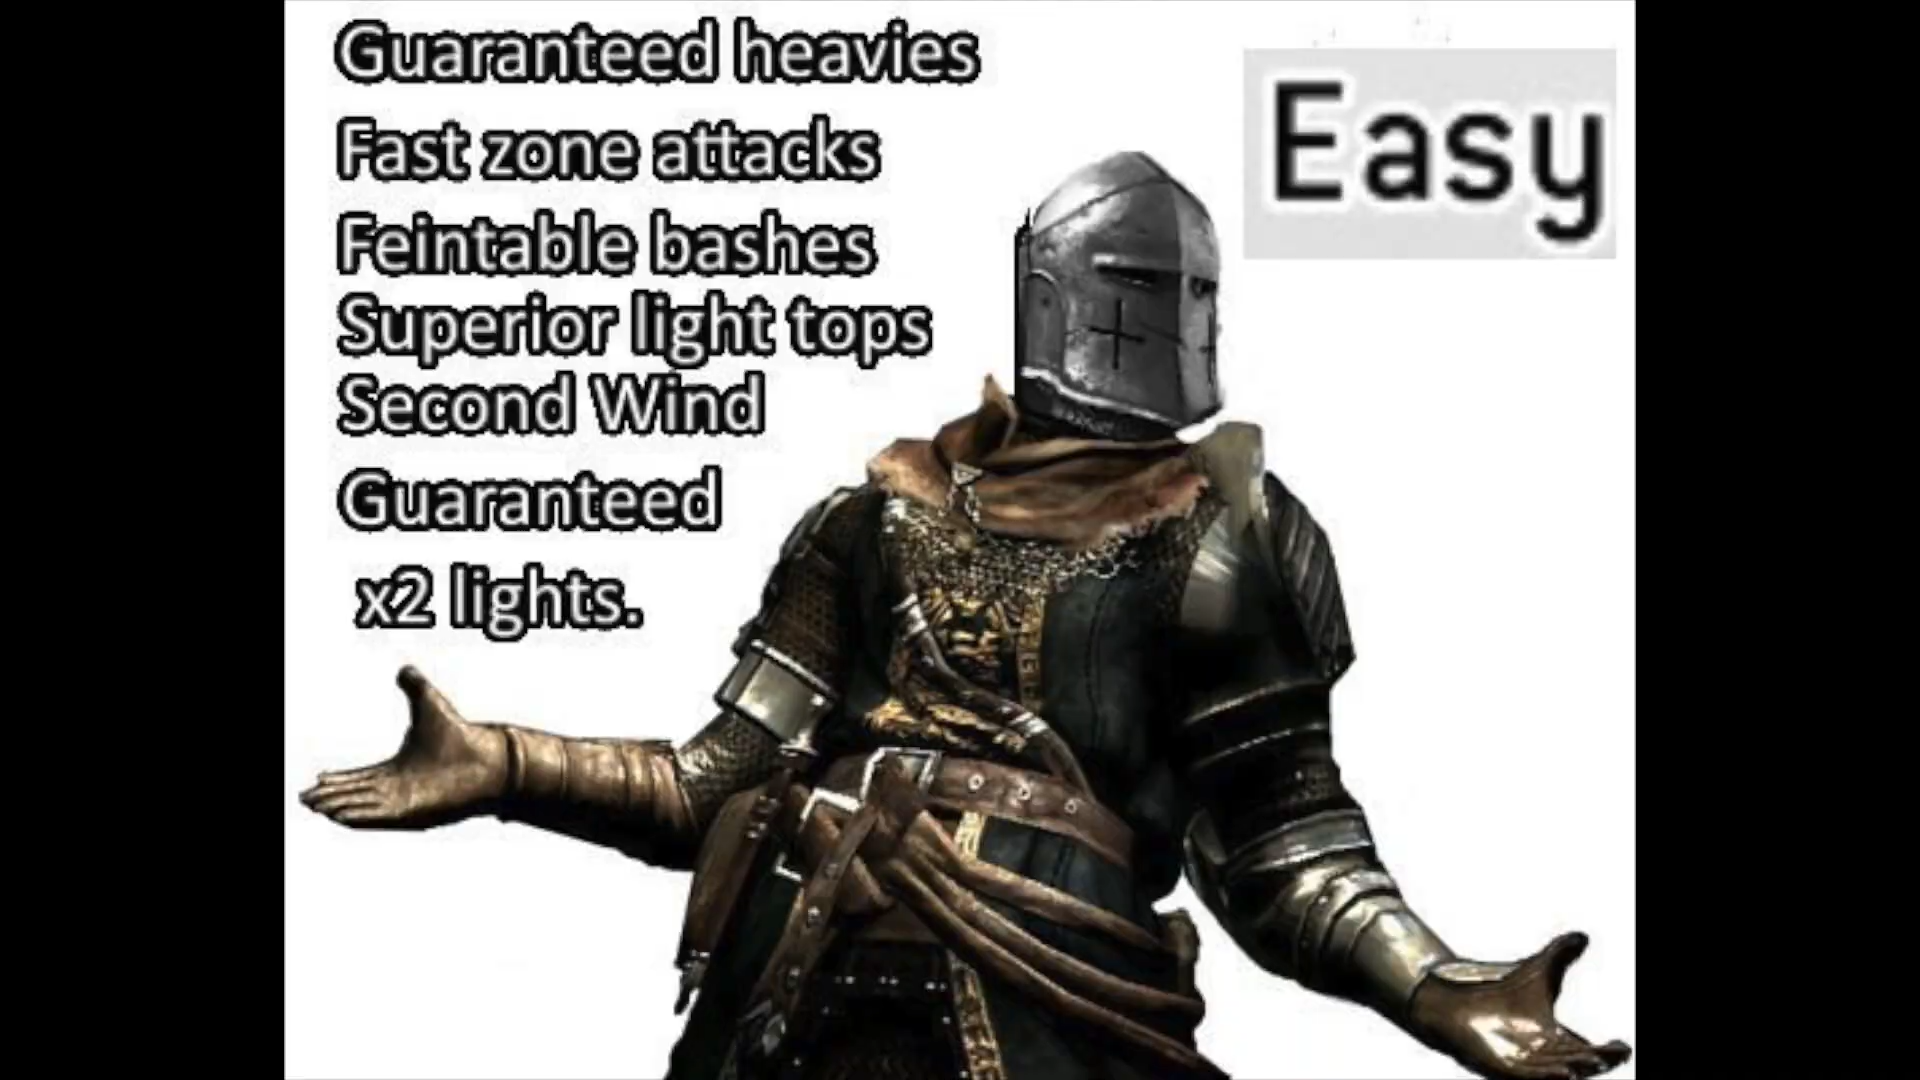 Guaranteed heavies
Easy
Fast zone attacks
Feintable bashes
Superior light tops
Second Wind
Guaranteed
x2 lights.